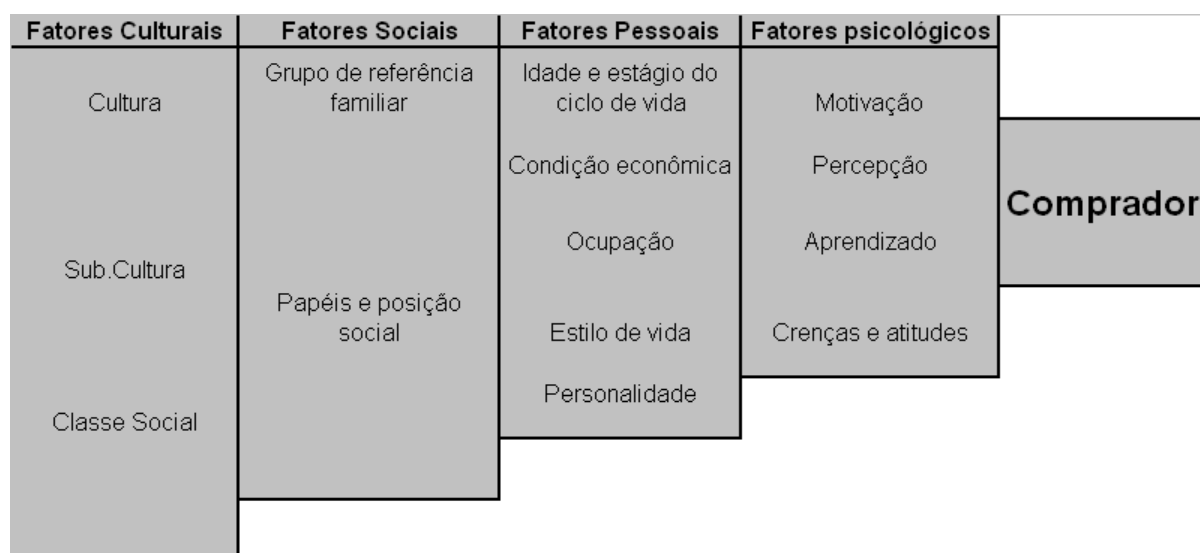 Fatores Culturais
Cultura
Sub.Cultura
Classe Social
Fatores Sociais
Grupo de referência
familiar
Papéis e posição
social
Fatores Pessoais
Idade e estágio do
ciclo de vida
Condição econômica
Ocupação
Estilo de vida
Personalidade
Fatores psicológicos
Motivação
Percepção
Aprendizado
Crenças e atitudes
Comprador